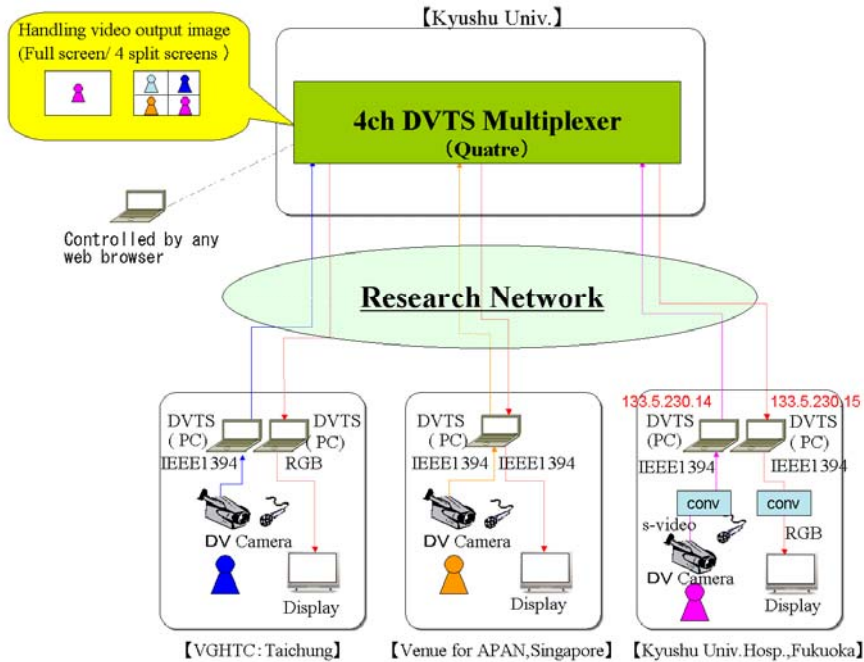 【Kyushu Univ.】
Handling video output image
(Full screen/ 4 split screens )
4ch DVTS Multiplexer
(Quatre)
Controlled by any
web browser
Research Network
DVTS
(PC)
DVTS
(PC)
IEEE1394
RGB
DV Camera
Display
【VGHTC:Taichung】
DVTS
(PC)
IEEE1394
IEEE1394
DV Camera
Display
【Venue for APAN,Singapore】
133.5.230.14
133.5.230.15
DVTS
(PC)
DVTS
(PC)
IEEE1394
IEEE1394
conv
conv
s-video
RGB
DV Camera
Display
【Kyushu Univ.Hosp.,Fukuoka】